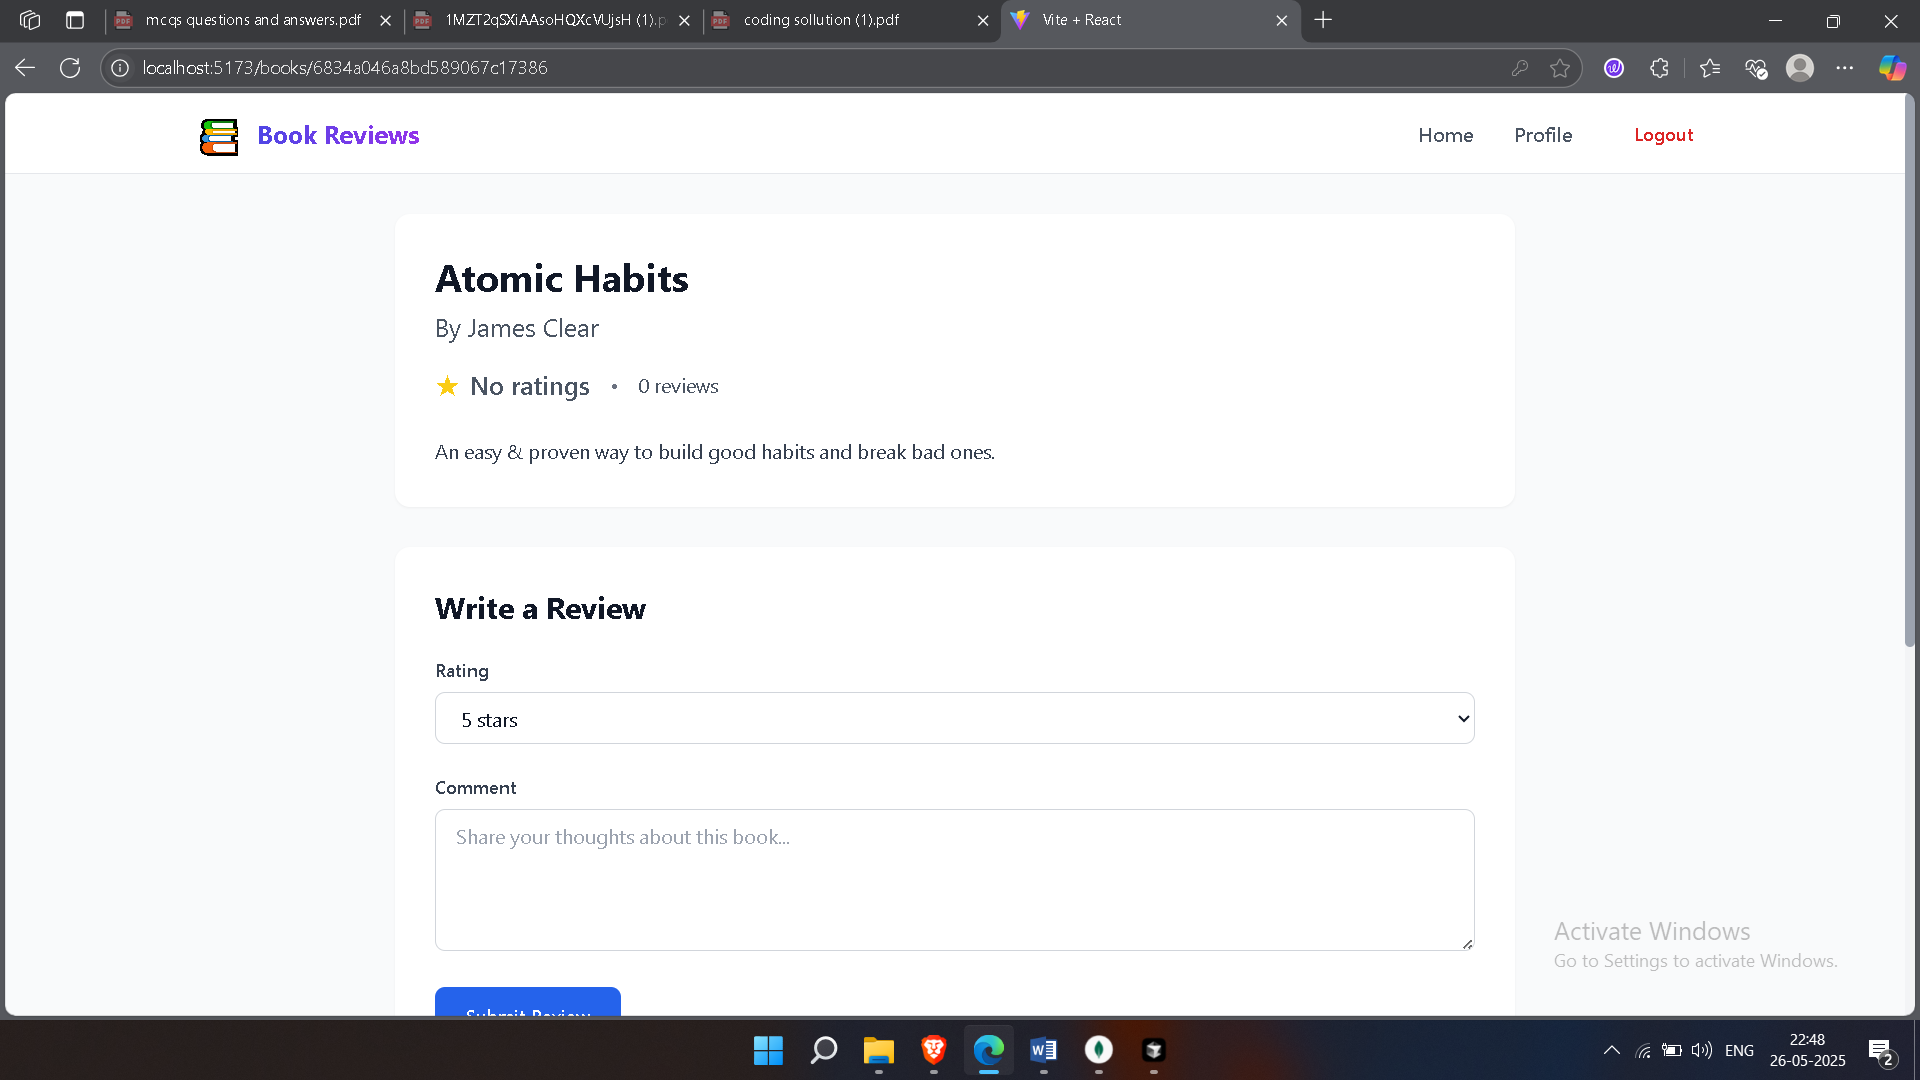 mcqs questions and answers.pdf
1MZT2qSXiAAsoHQXcVUjsH (1).p
coding sollution (1).pdf
Vite + React
localhost:5173/books/6834a046a8bd589067c17386
Book Reviews
Home
Profile
Logout
Atomic Habits
By James Clear
★ No ratings • 0 reviews
An easy & proven way to build good habits and break bad ones.
Write a Review
Rating
5 stars
Comment
Share your thoughts about this book...
Submit Review
Activate Windows
Go to Settings to activate Windows.
ENG
22:48
26-05-2025
2